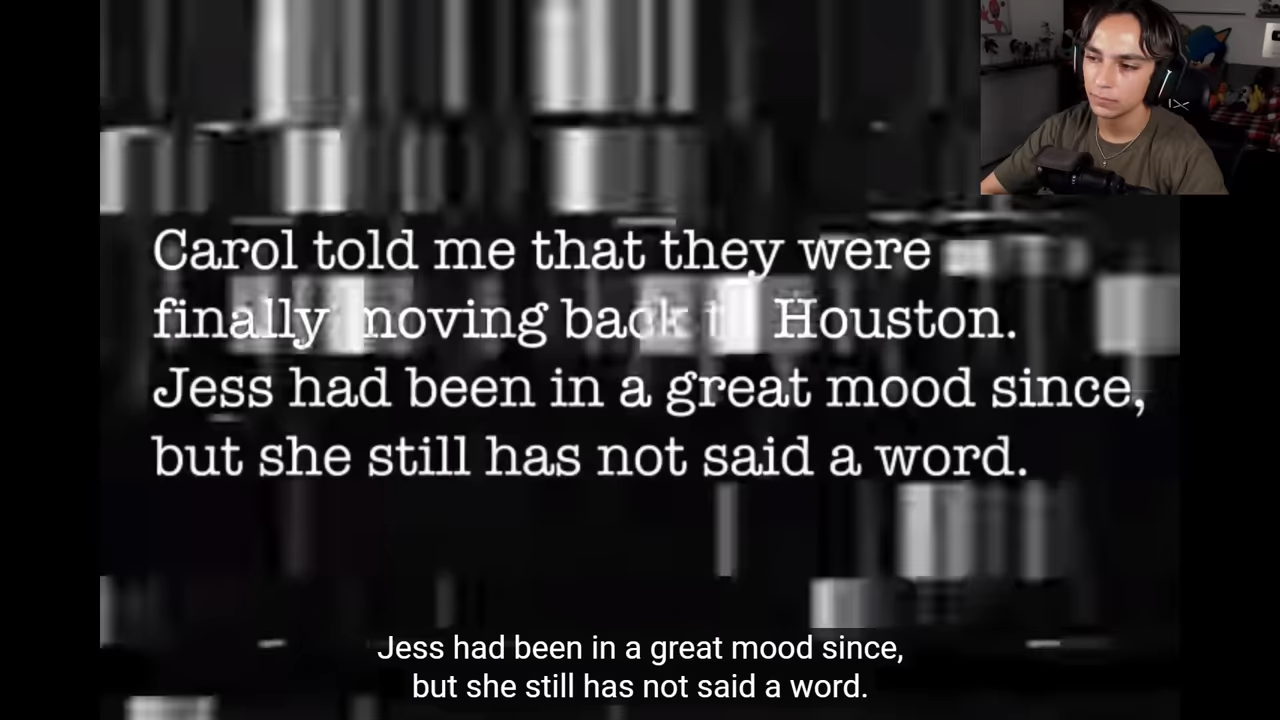 Carol told me that they were
finally moving back to Houston.
Jess had been in a great mood since,
but she still has not said a word.
Jess had been in a great mood since,
but she still has not said a word.